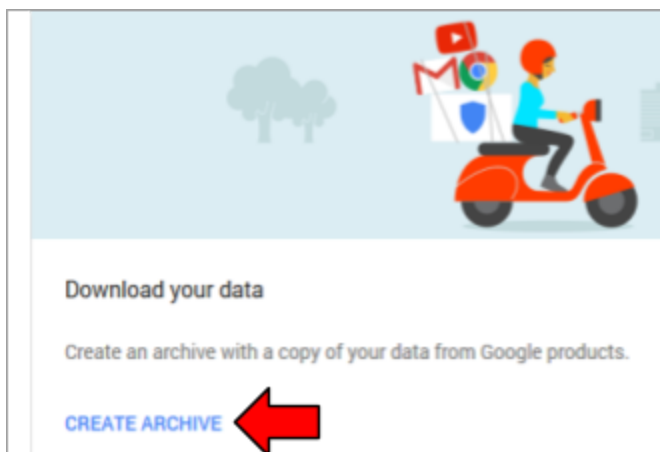 Download your data
Create an archive with a copy of your data from Google products.
CREATE ARCHIVE